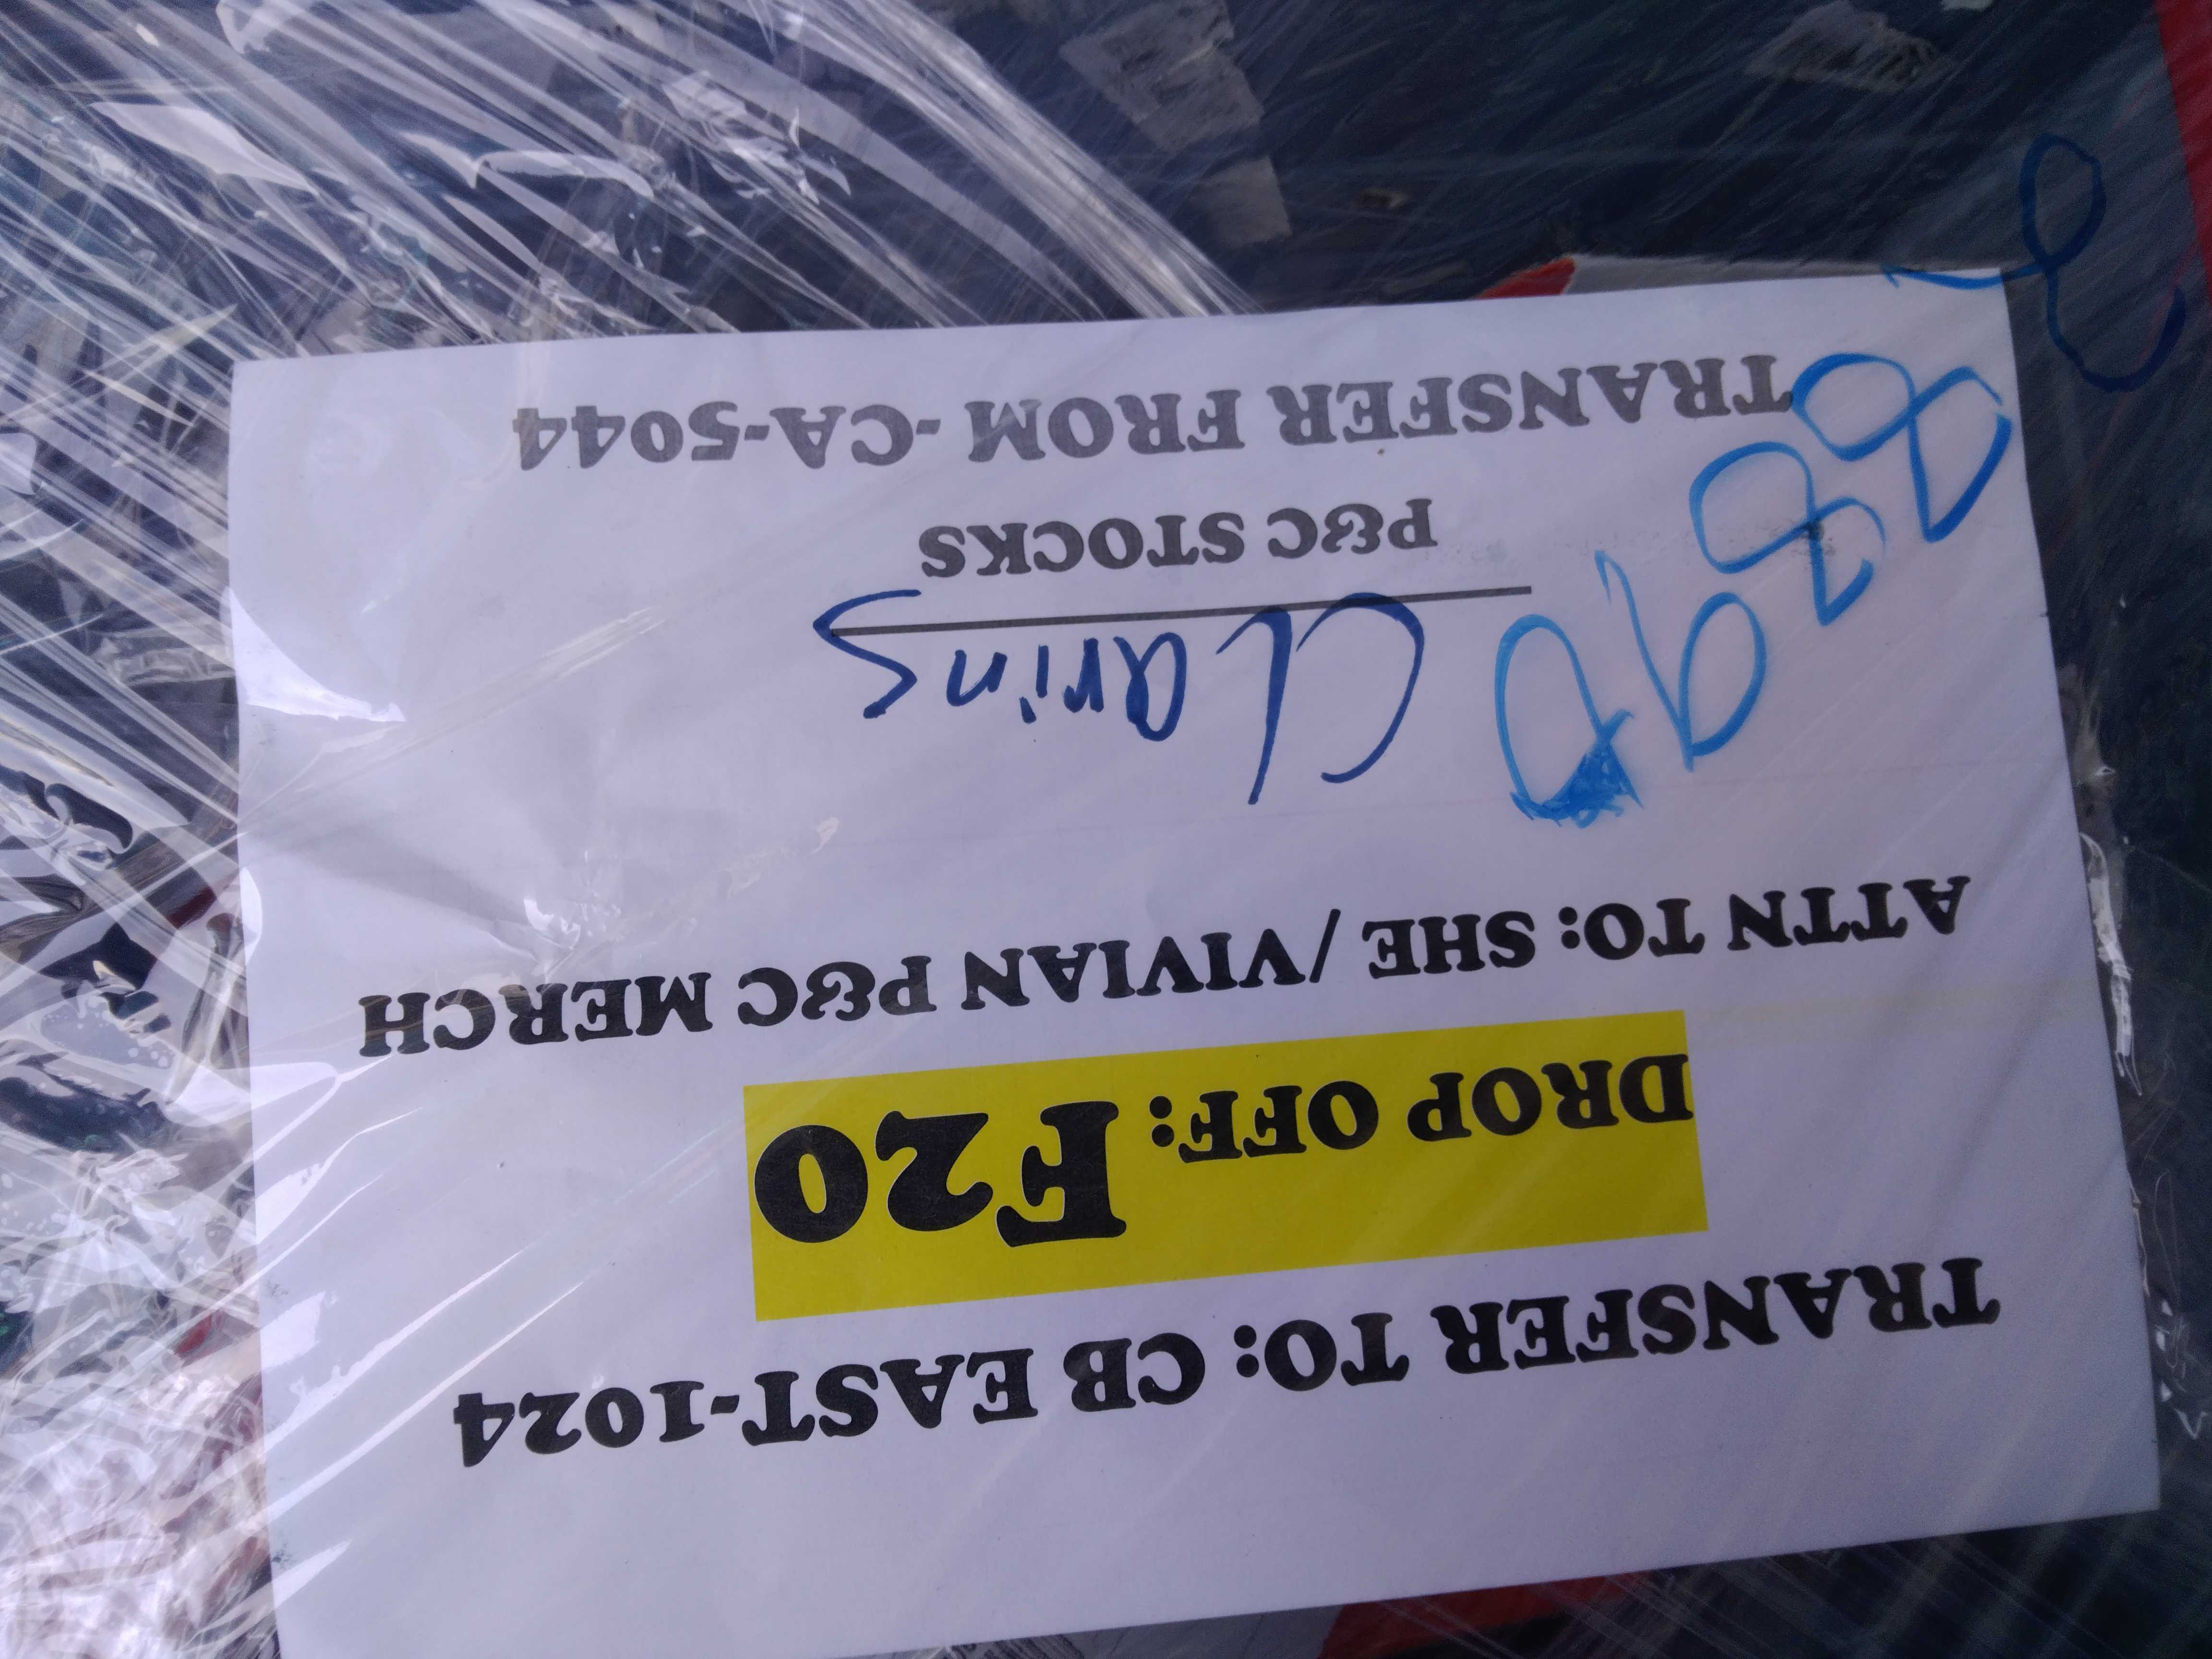 TRANSFER TO: CB EAST-1024
DROP OFF: F20
ATTN TO: SHE / VIVIAN P&C MERCH
Clarins
P&C STOCKS
TRANSFER FROM -CA-5044